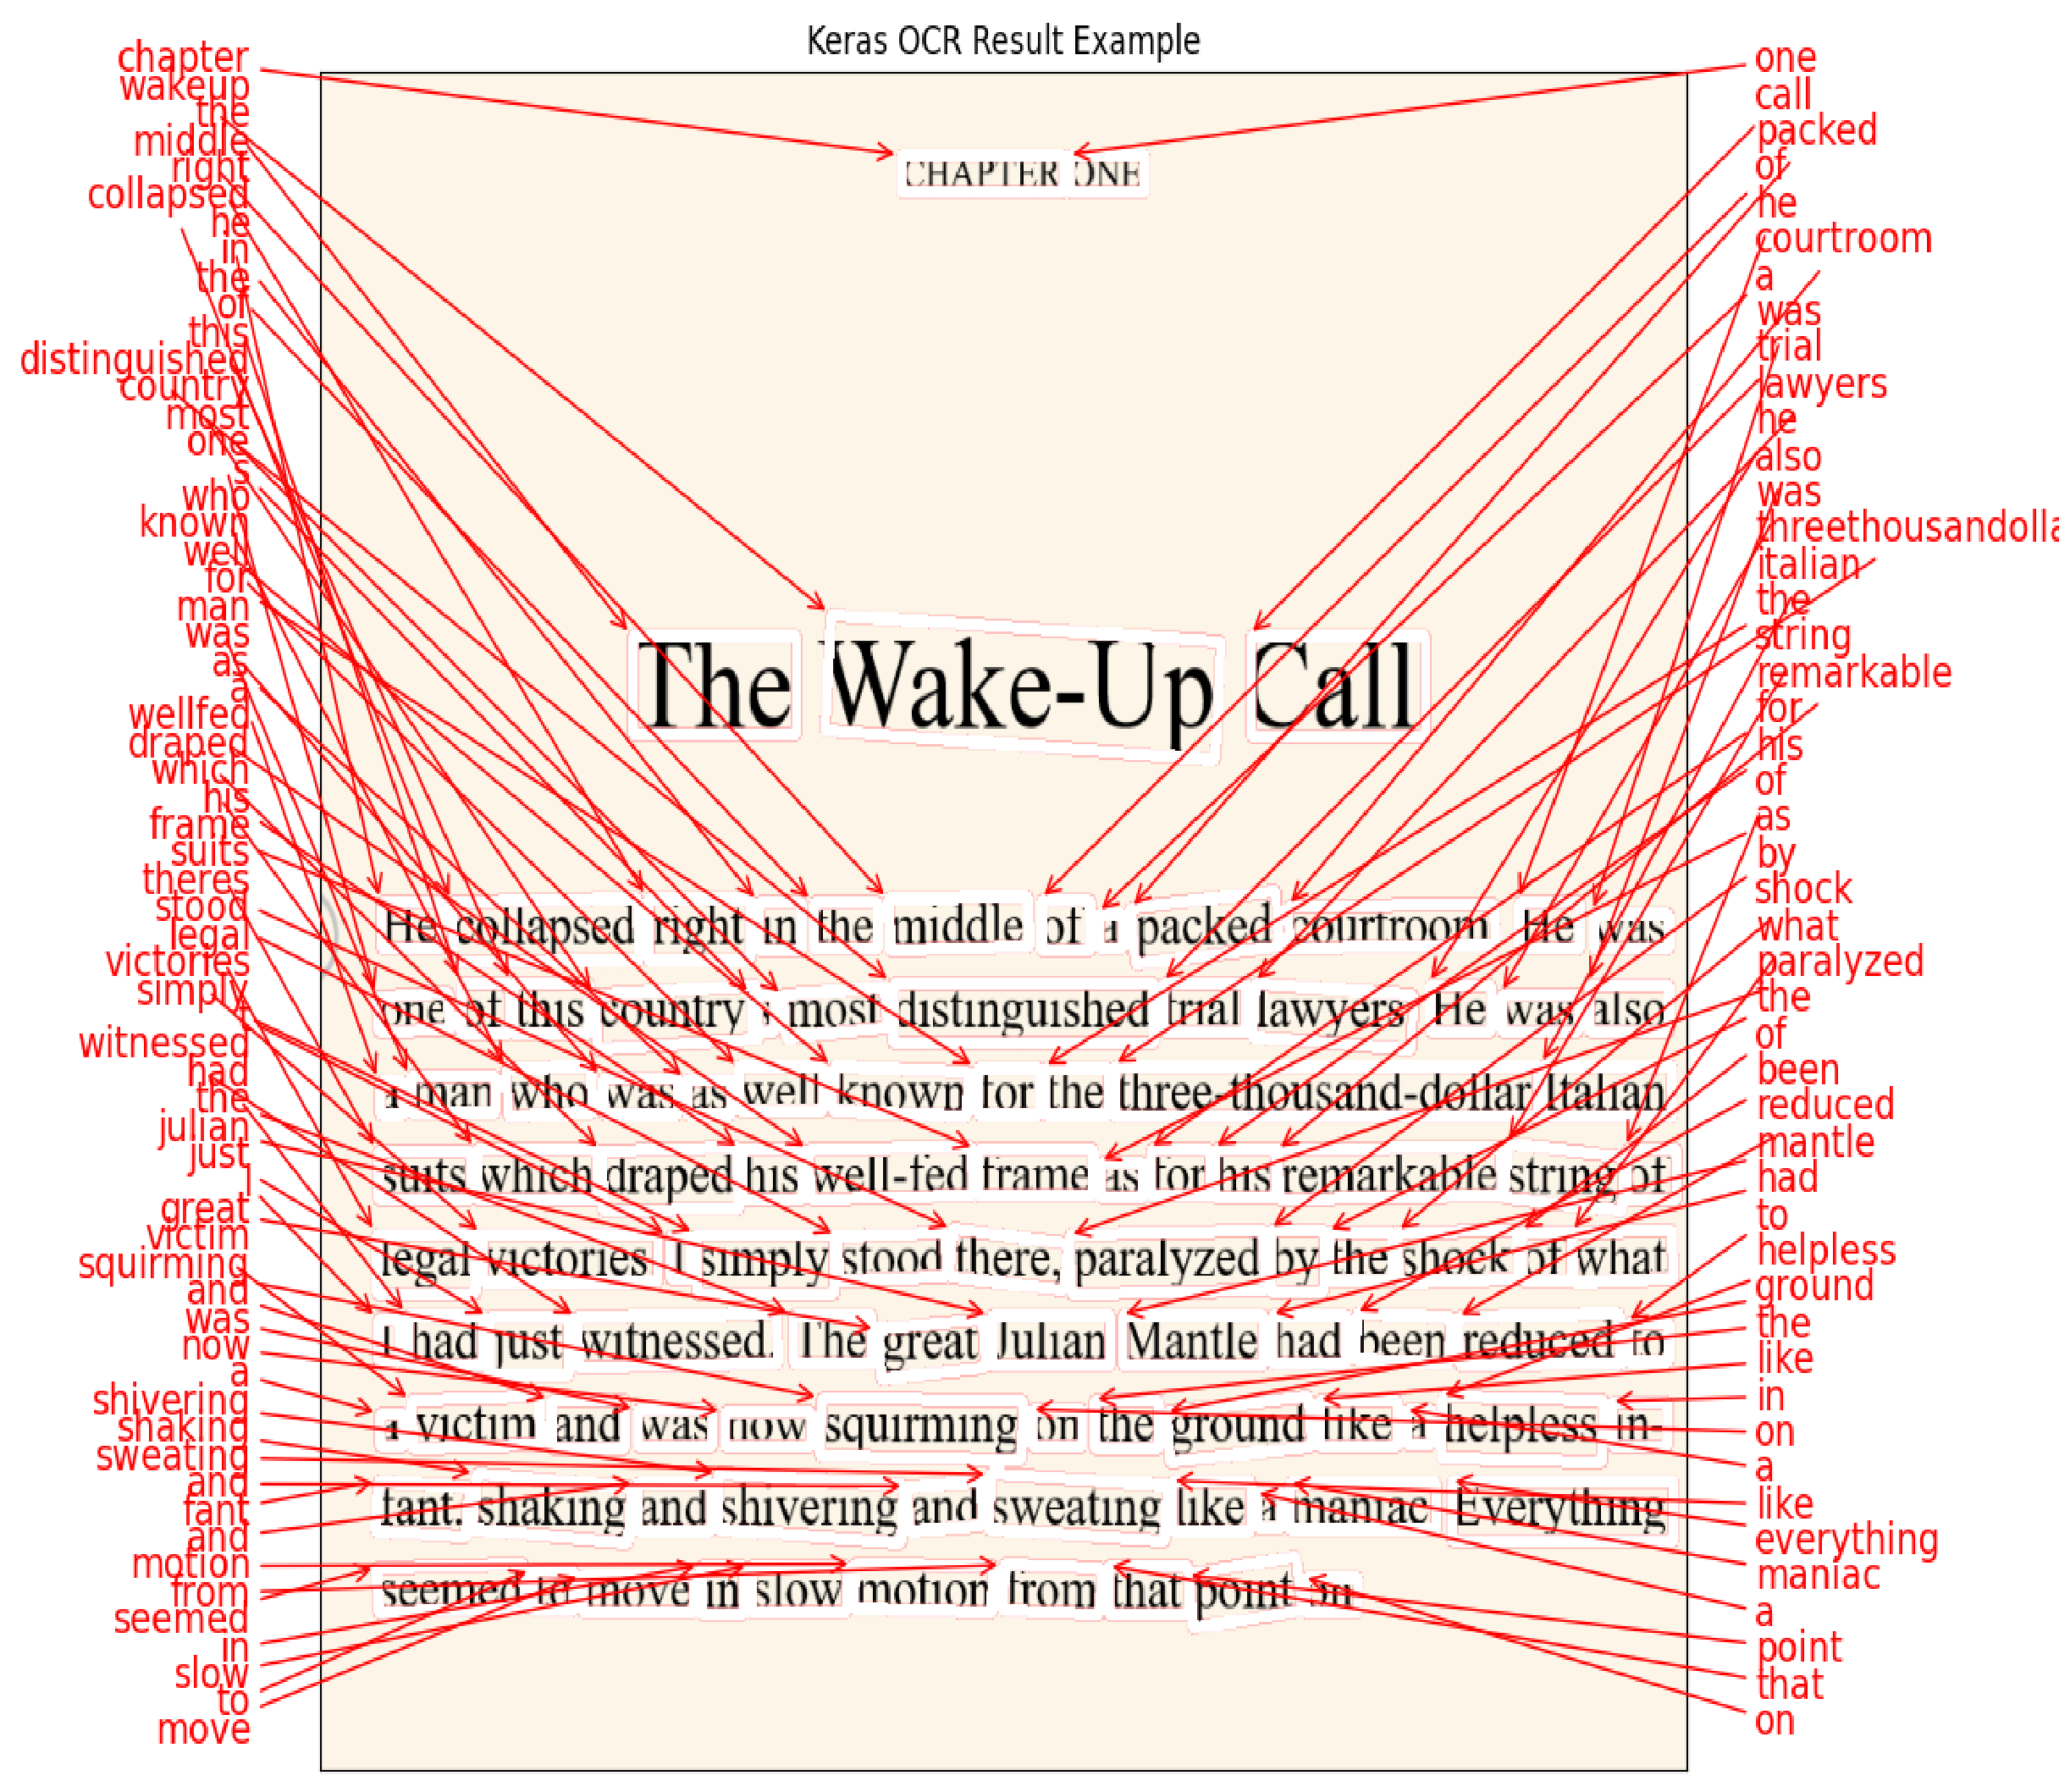 Keras OCR Result Example
chapter
wakeup
the
middle
right
collapsed
he
in
the
of
this
distinguished
country
most
one
s
who
known
well
for
man
was
as
a
wellfed
draped
which
his
frame
suits
theres
stood
legal
victories
simply
i
witnessed
had
the
julian
just
i
great
victim
squirming
and
was
now
a
shivering
shaking
sweating
and
fant
and
motion
from
seemed
in
slow
to
move
CHAPTER ONE
The Wake-Up Call
He collapsed right in the middle of a packed courtroom He was
one of this country s most distinguished trial lawyers He was also
a man who was as well known for the three-thousand-dollar Italian
suits which draped his well-fed frame as for his remarkable string of
legal victories I simply stood there, paralyzed by the shock of what
I had just witnessed. The great Julian Mantle had been reduced to
a victim and was now squirming on the ground like a helpless in-
fant. shaking and shivering and sweating like a maniac Everything
seemed to move in slow motion from that point on
one
call
packed
of
he
courtroom
a
was
trial
lawyers
he
also
was
threethousandolla
italian
the
string
remarkable
for
his
of
as
by
shock
what
paralyzed
the
of
been
reduced
mantle
had
to
helpless
ground
the
like
in
on
a
like
everything
maniac
a
point
that
on